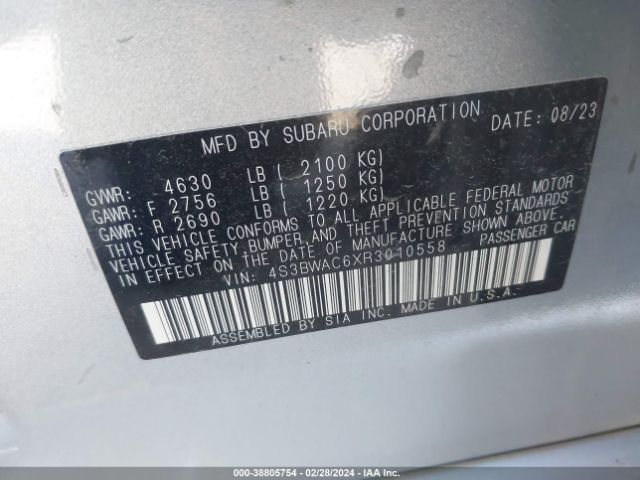 MFD BY SUBARU CORPORATION DATE: 08/23
GVWR: 4630 LB ( 2100 KG)
GAWR: F 2756 LB ( 1250 KG)
GAWR: R 2690 LB ( 1220 KG)
THIS VEHICLE CONFORMS TO ALL APPLICABLE FEDERAL MOTOR
VEHICLE SAFETY, BUMPER, AND THEFT PREVENTION STANDARDS
IN EFFECT ON THE DATE OF MANUFACTURE SHOWN ABOVE.
VIN: 4S3BWAC6XR3010558 PASSENGER CAR
ASSEMBLED BY SIA INC. MADE IN U.S.A.
000-38805754 - 02/28/2024 - IAA Inc.